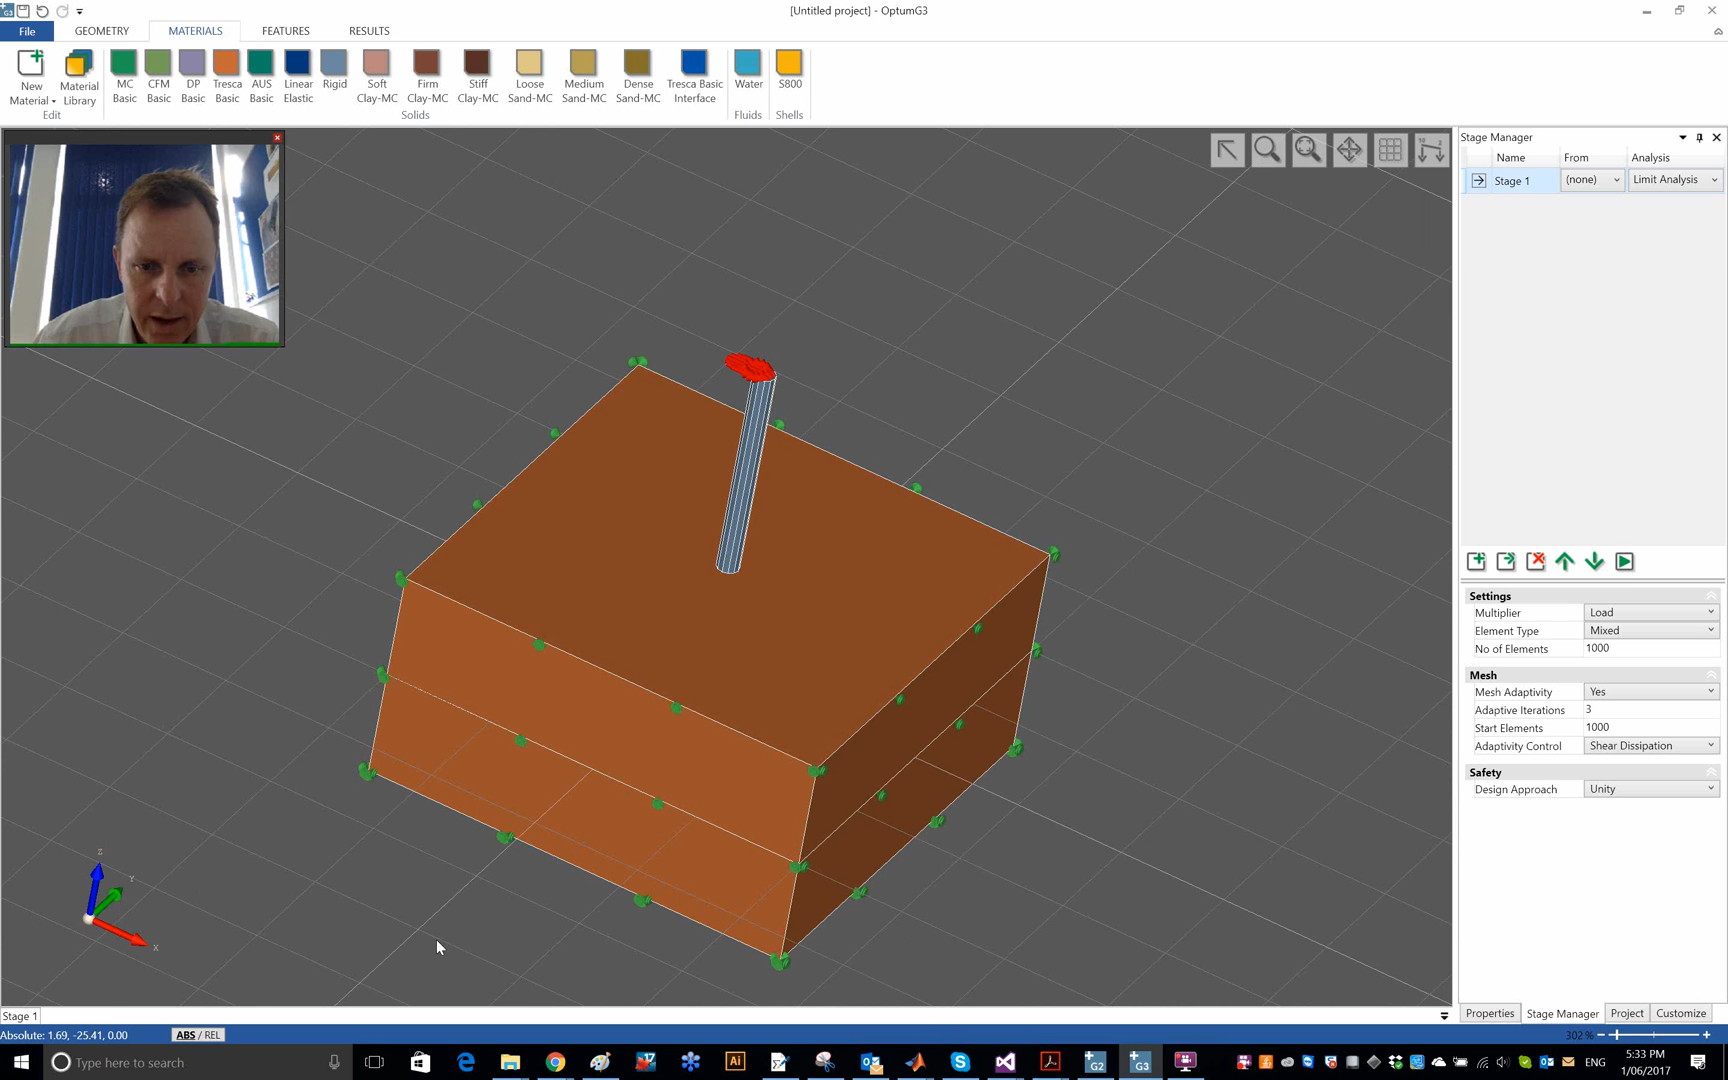 [Untitled project] - OptumG3
File GEOMETRY MATERIALS FEATURES RESULTS
New Material
Material Library
MC Basic
CFM Basic
DP Basic
Tresca Basic
AUS Basic
Linear Elastic
Rigid
Soft Clay-MC
Firm Clay-MC
Stiff Clay-MC
Loose Sand-MC
Medium Sand-MC
Dense Sand-MC
Tresca Basic Interface
Water
S800
Edit Solids Fluids Shells
Stage Manager
Name From Analysis
Stage 1 (none) Limit Analysis
Settings
Multiplier Load
Element Type Mixed
No of Elements 1000
Mesh
Mesh Adaptivity Yes
Adaptive Iterations 3
Start Elements 1000
Adaptivity Control Shear Dissipation
Safety
Design Approach Unity
Z
Y
X
Properties Stage Manager Project Customize
Stage 1
Absolute: 1.69, -25.41, 0.00 ABS / REL 302 %
Type here to search
Ai
G2
G3
ENG
5:33 PM
1/06/2017